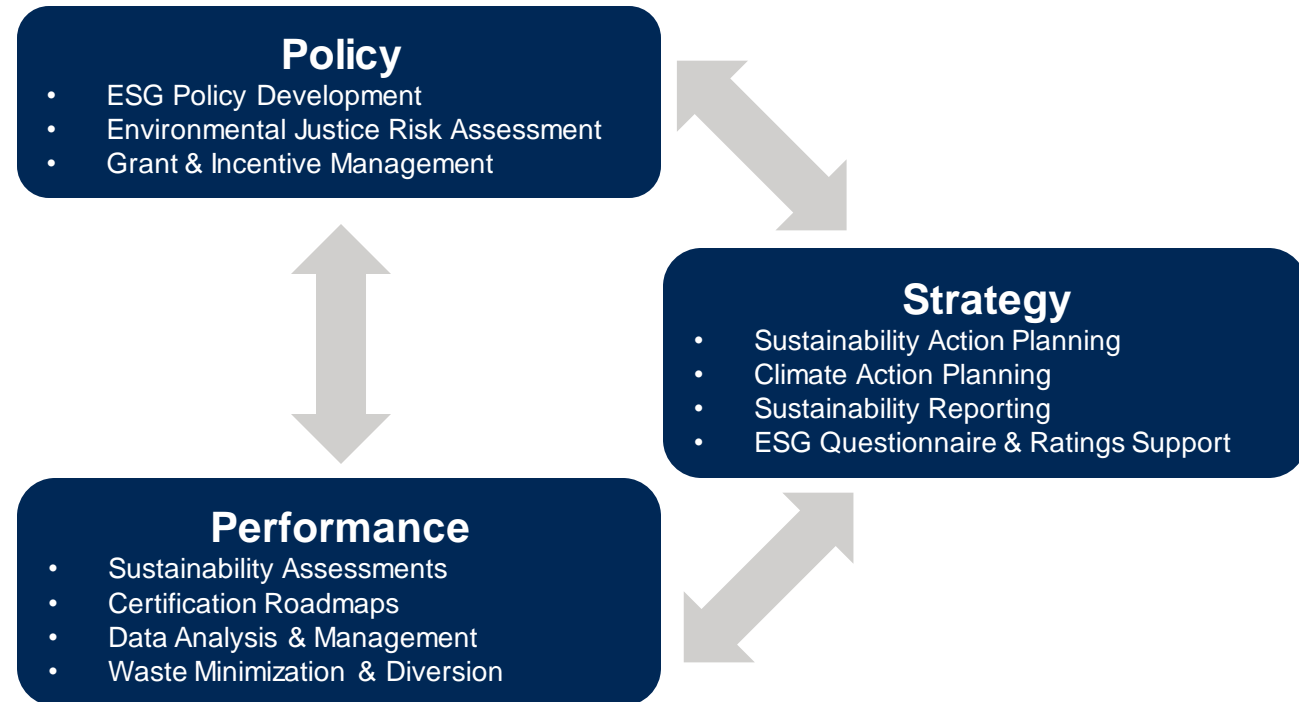 Policy
• ESG Policy Development
• Environmental Justice Risk Assessment
• Grant & Incentive Management
Strategy
• Sustainability Action Planning
• Climate Action Planning
• Sustainability Reporting
• ESG Questionnaire & Ratings Support
Performance
• Sustainability Assessments
• Certification Roadmaps
• Data Analysis & Management
• Waste Minimization & Diversion